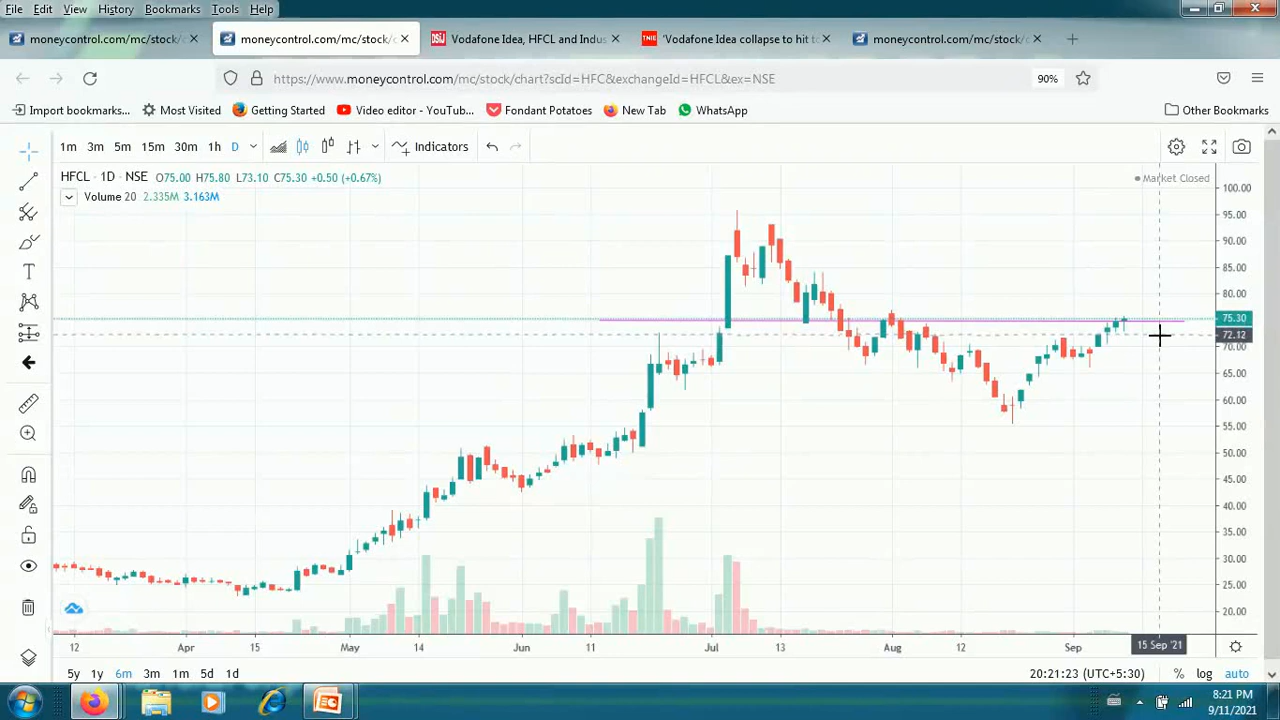 File Edit View History Bookmarks Tools Help
moneycontrol.com/mc/stock/c
moneycontrol.com/mc/stock/c
Vodafone Idea, HFCL and Indus
'Vodafone Idea collapse to hit to
moneycontrol.com/mc/stock/c
https://www.moneycontrol.com/mc/stock/chart?scId=HFC&exchangeId=HFCL&ex=NSE
90%
Import bookmarks...
Most Visited
Getting Started
Video editor - YouTub...
Fondant Potatoes
New Tab
WhatsApp
Other Bookmarks
1m 3m 5m 15m 30m 1h D
Indicators
HFCL · 1D · NSE O75.00 H75.80 L73.10 C75.30 +0.50 (+0.67%)
Market Closed
Volume 20 2.335M 3.163M
100.00
95.00
90.00
85.00
80.00
75.30
72.12
70.00
65.00
60.00
55.00
50.00
45.00
40.00
35.00
30.00
25.00
20.00
12 Apr 15 May 14 Jun 11 Jul 13 Aug 12 Sep 15 Sep '21
5y 1y 6m 3m 1m 5d 1d
20:21:23 (UTC+5:30)
% log auto
8:21 PM
9/11/2021